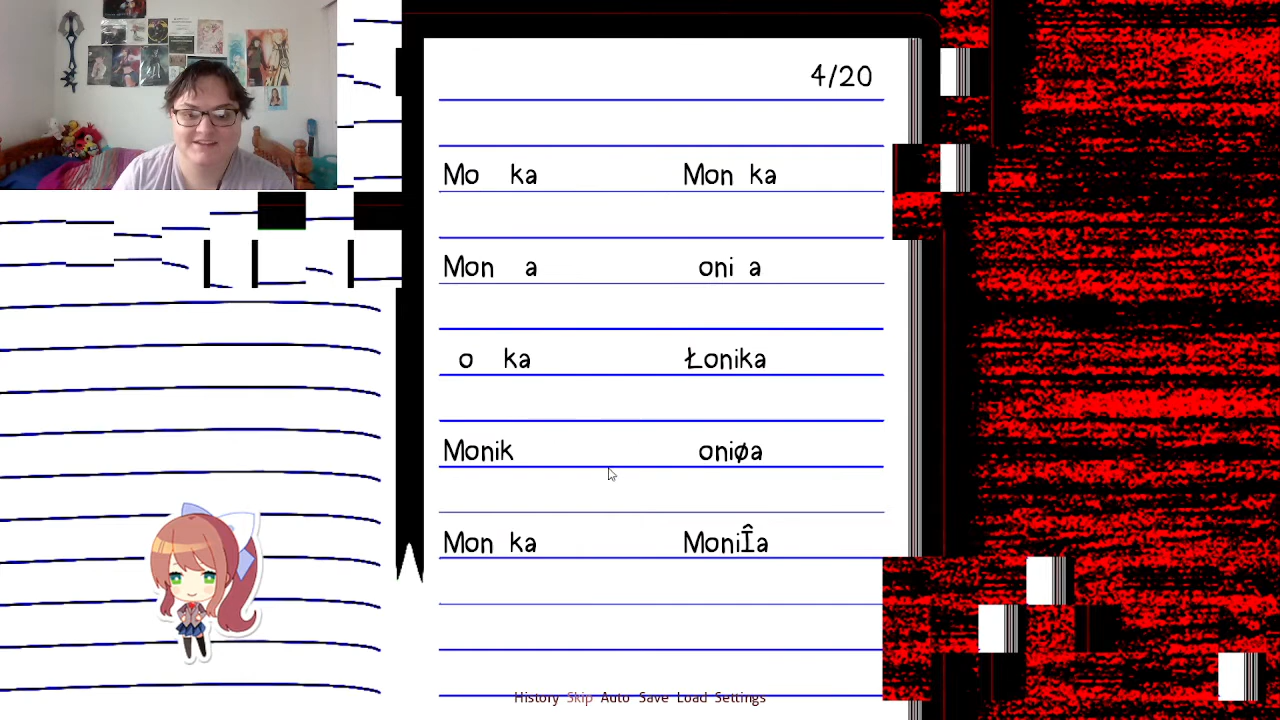 4/20
Mo  ka Mon ka
Mon  a oni a
o  ka Łonika
Monik oniøa
Mon ka MoniÎa
History Skip Auto Save Load Settings